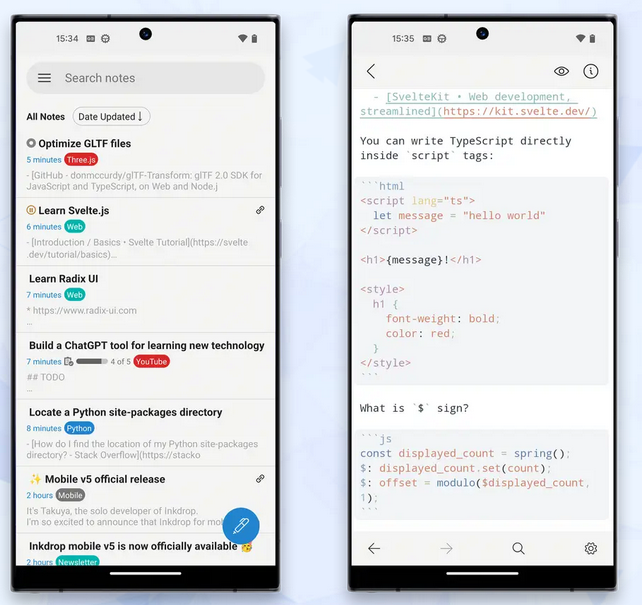 15:34
Search notes
All Notes
Date Updated ↓
Optimize GLTF files
5 minutes Three.js
- [GitHub - donmccurdy/glTF-Transform: glTF 2.0 SDK for
JavaScript and TypeScript, on Web and Node.j
Learn Svelte.js
6 minutes Web
- [Introduction / Basics • Svelte Tutorial](https://svelte
.dev/tutorial/basics)...
Learn Radix UI
7 minutes Web
* https://www.radix-ui.com
...
Build a ChatGPT tool for learning new technology
7 minutes 4 of 5 YouTube
## TODO
...
Locate a Python site-packages directory
8 minutes Python
- [How do I find the location of my Python site-packages
directory? - Stack Overflow](https://stacko
✨ Mobile v5 official release
2 hours Mobile
It's Takuya, the solo developer of Inkdrop.
I'm so excited to announce that Inkdrop for mo
Inkdrop mobile v5 is now officially available 🥳
2 hours Newsletter
15:35
- [SvelteKit • Web development,
streamlined](https://kit.svelte.dev/)
You can write TypeScript directly
inside `script` tags:
```html
<script lang="ts">
let message = "hello world"
</script>
<h1>{message}!</h1>
<style>
h1 {
font-weight: bold;
color: red;
}
</style>
```
What is `$` sign?
```js
const displayed_count = spring();
$: displayed_count.set(count);
$: offset = modulo($displayed_count,
1);
```